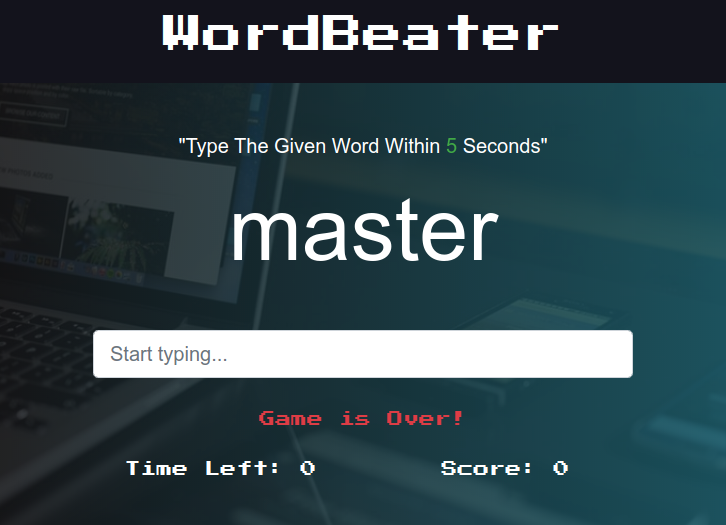 WordBeater
"Type The Given Word Within 5 Seconds"
master
Start typing...
Game is Over!
Time Left: 0 Score: 0